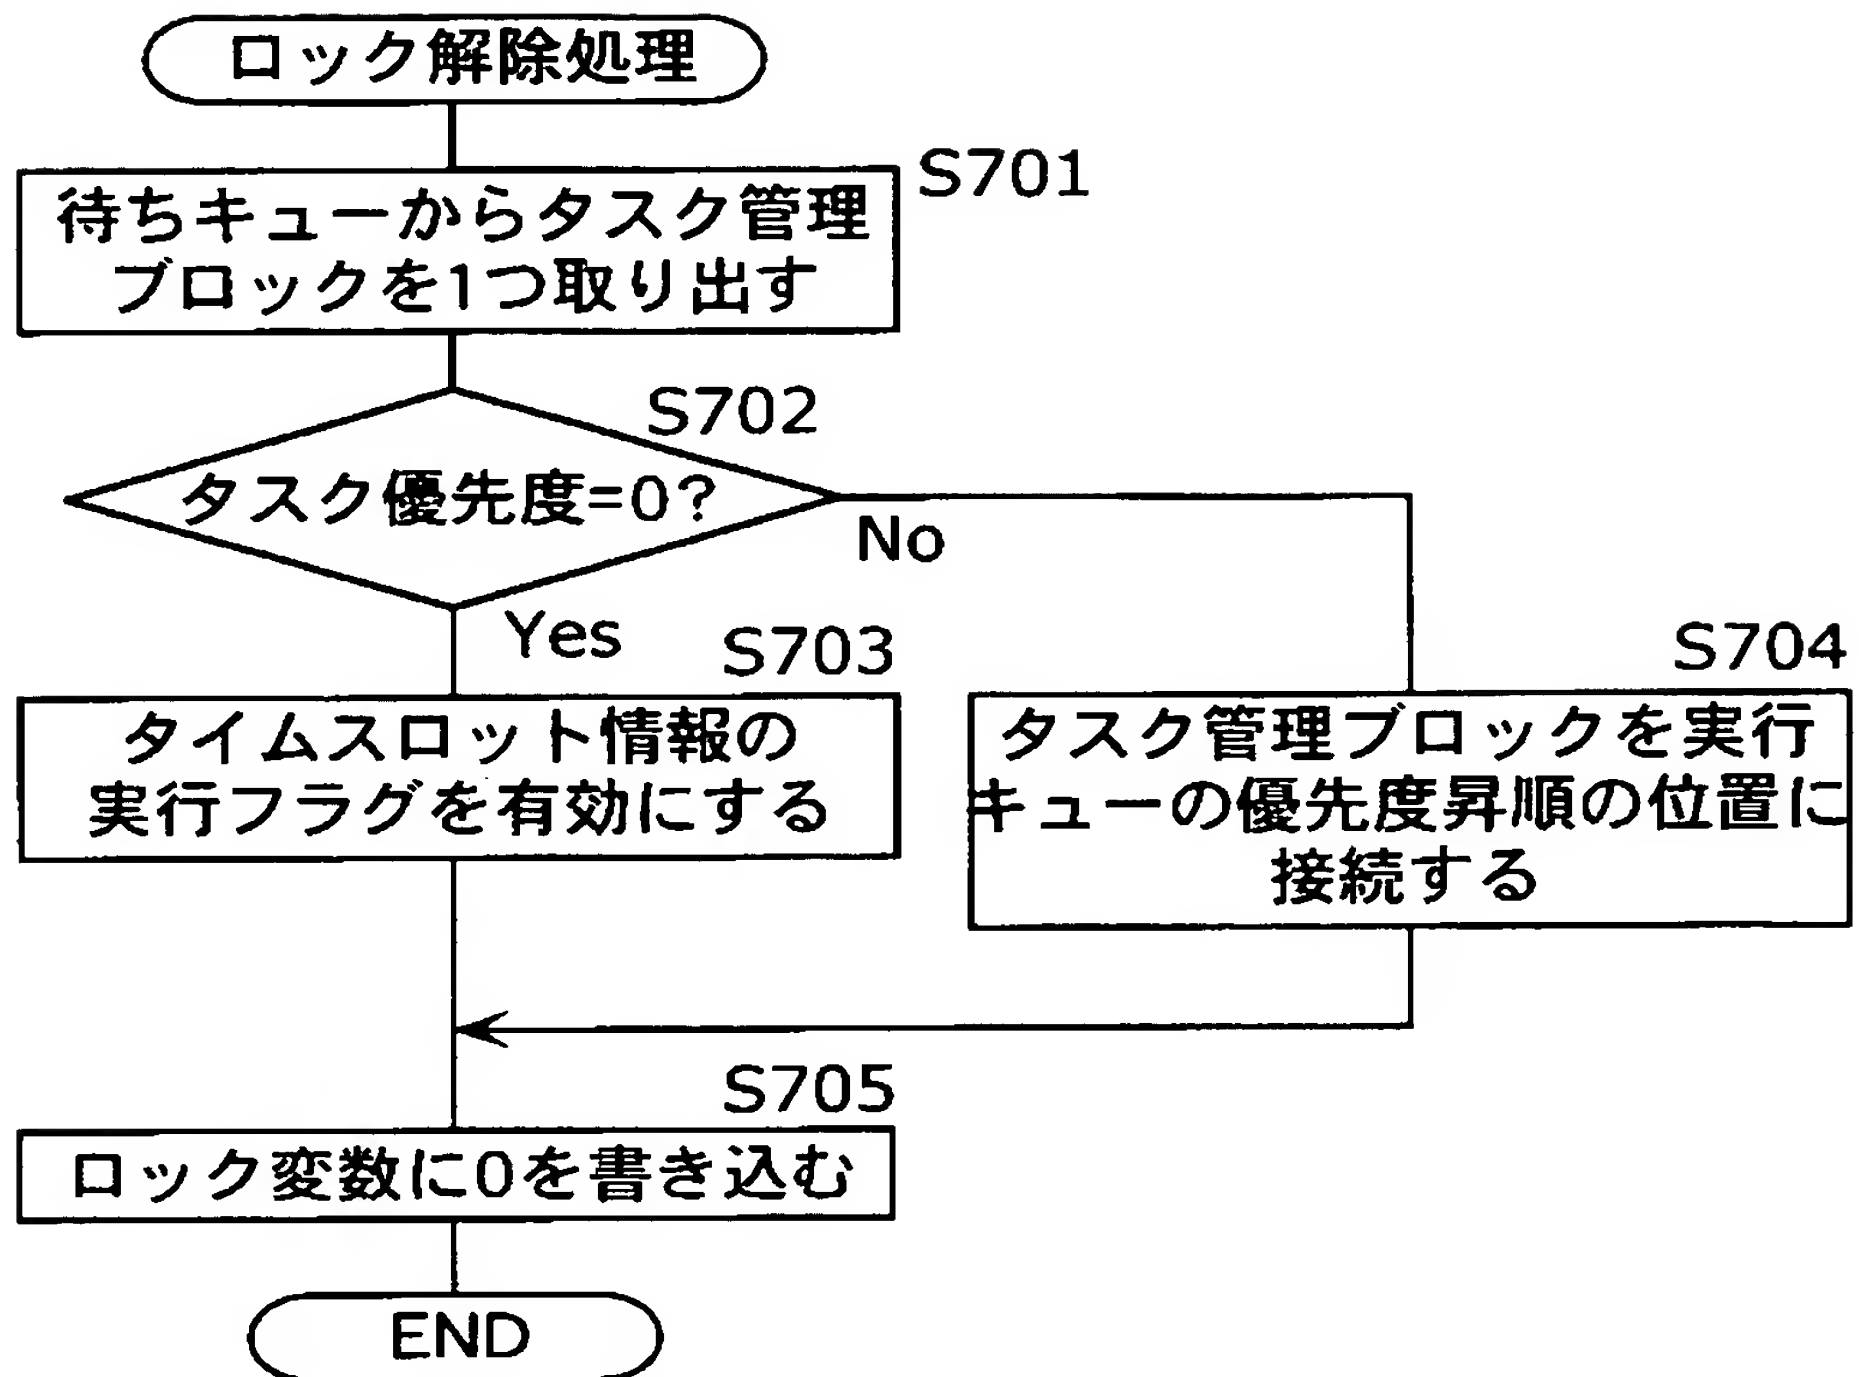 ロック解除処理
S701
待ちキューからタスク管理
ブロックを1つ取り出す
S702
タスク優先度=0?
No
Yes
S703
タイムスロット情報の
実行フラグを有効にする
S704
タスク管理ブロックを実行
キューの優先度昇順の位置に
接続する
S705
ロック変数に0を書き込む
END